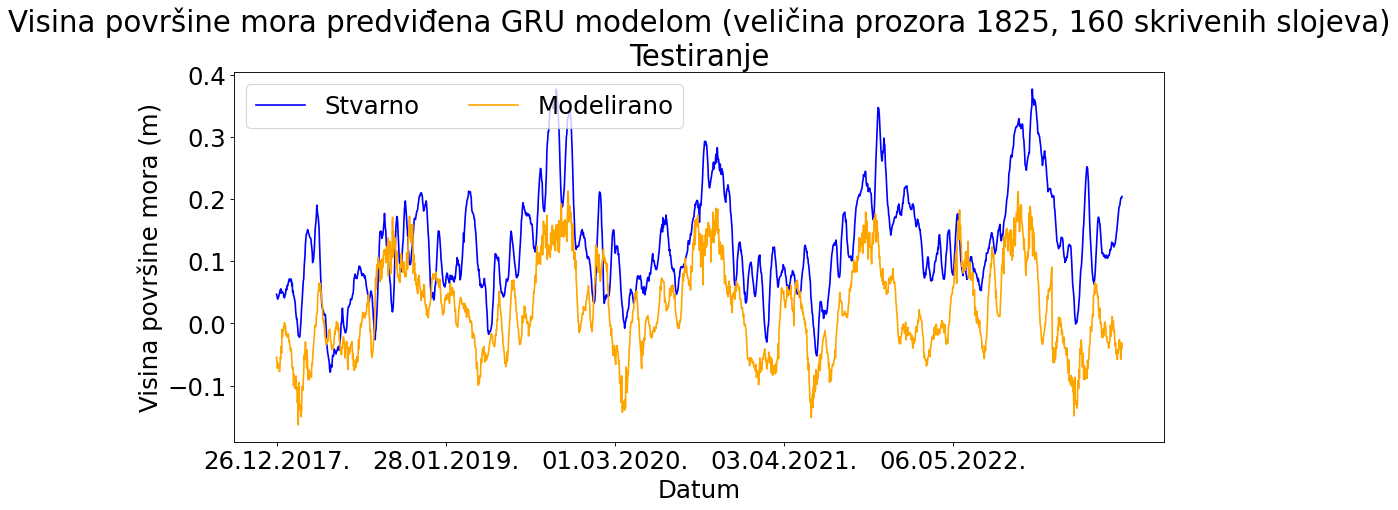 Visina površine mora predviđena GRU modelom (veličina prozora 1825, 160 skrivenih slojeva)
Testiranje
Stvarno
Modelirano
Visina površine mora (m)
0.4
0.3
0.2
0.1
0.0
−0.1
26.12.2017.
28.01.2019.
01.03.2020.
03.04.2021.
06.05.2022.
Datum